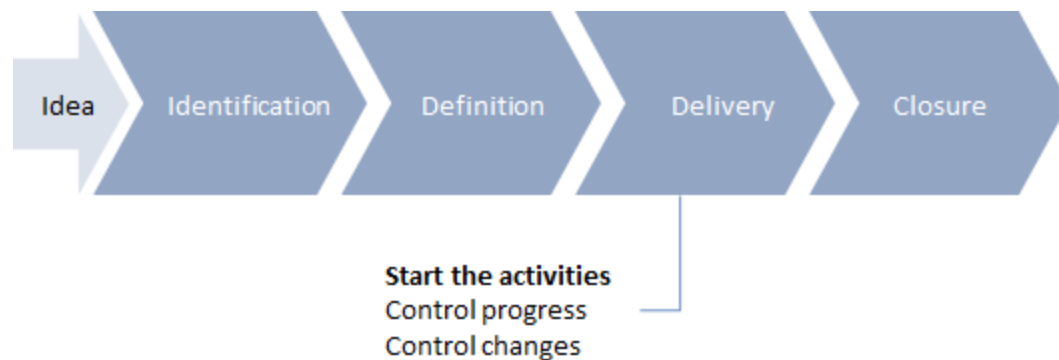 Idea
Identification
Definition
Delivery
Closure
Start the activities
Control progress
Control changes